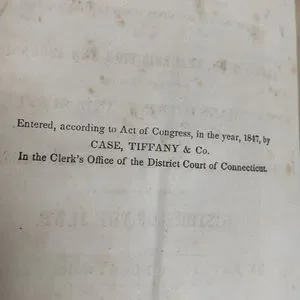 Entered, according to Act of Congress, in the year, 1847, by
CASE, TIFFANY & Co.
In the Clerk's Office of the District Court of Connecticut.